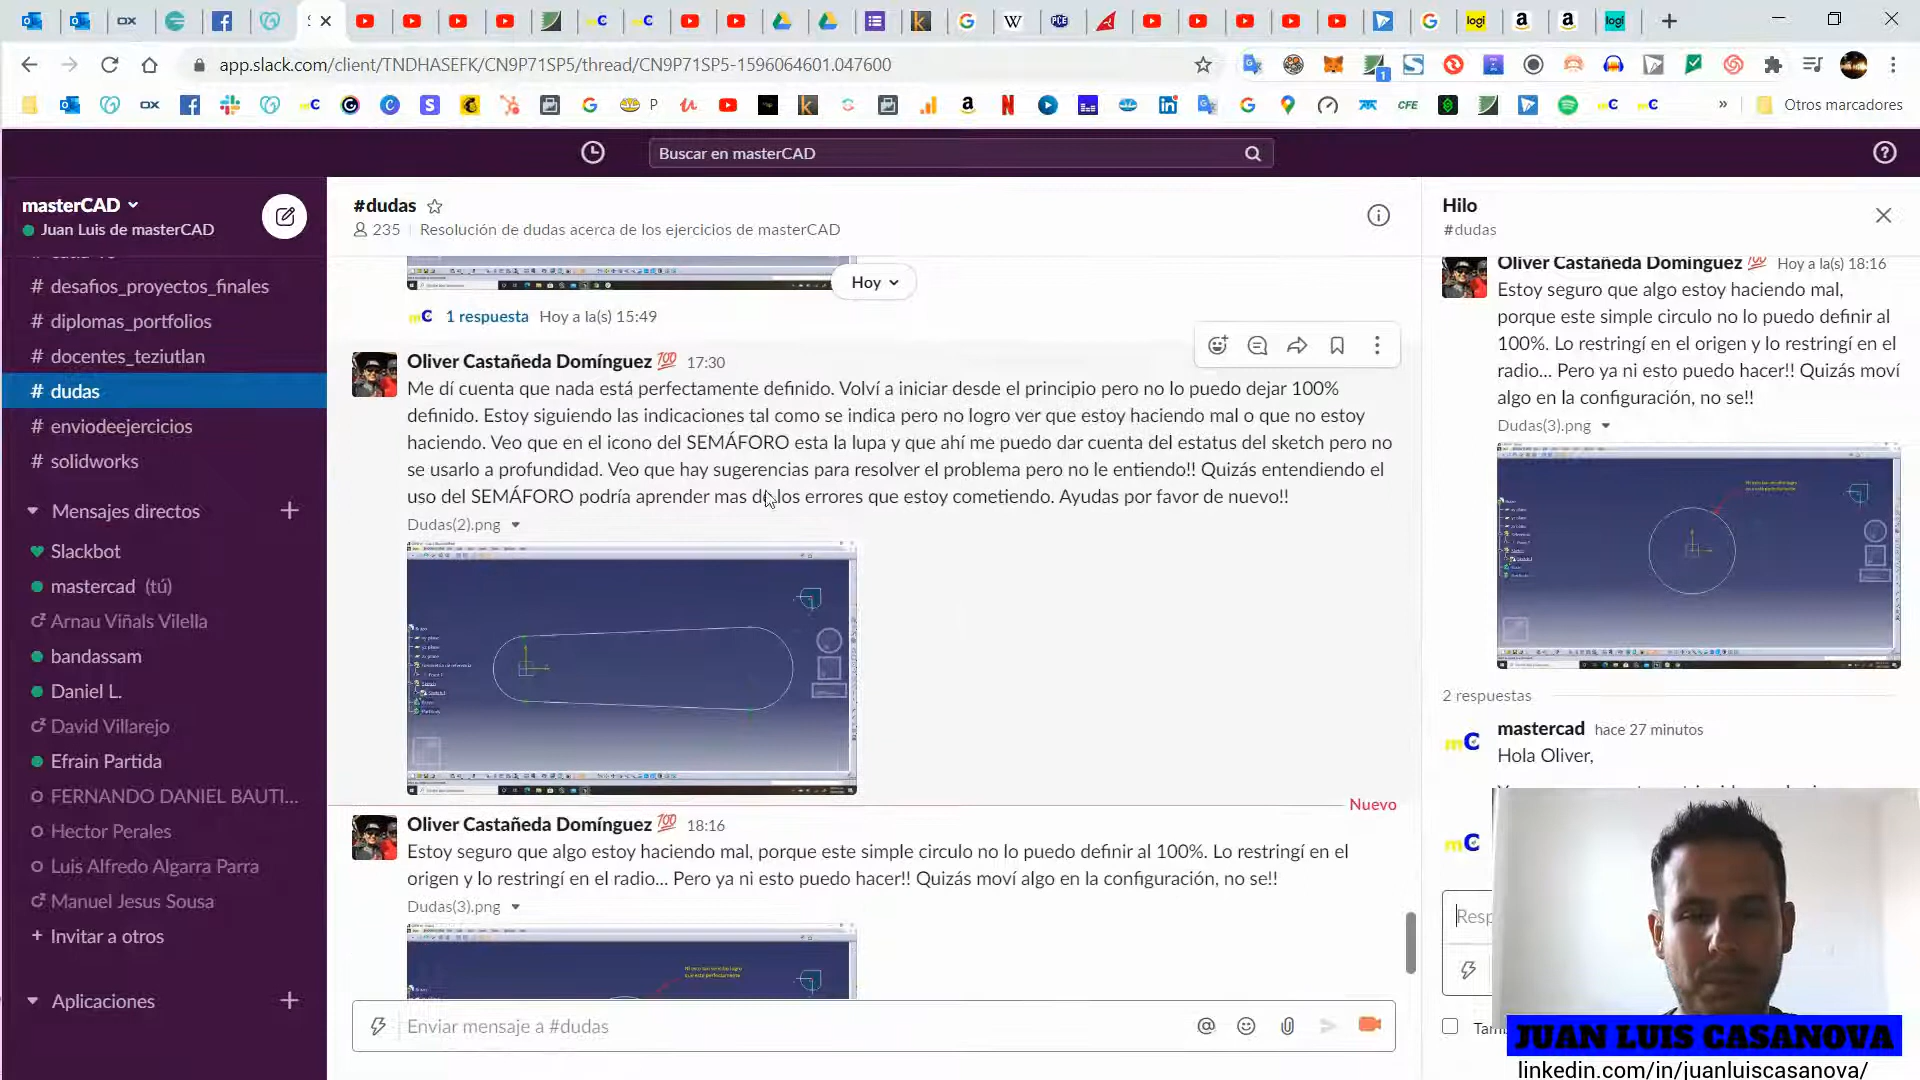 app.slack.com/client/TNDHASEFK/CN9P71SP5/thread/CN9P71SP5-1596064601.047600
Otros marcadores
Buscar en masterCAD
masterCAD
Juan Luis de masterCAD
# desafios_proyectos_finales
# diplomas_portfolios
# docentes_teziutlan
# dudas
# enviodeejercicios
# solidworks
Mensajes directos
Slackbot
mastercad (tú)
Arnau Viñals Vilella
bandassam
Daniel L.
David Villarejo
Efrain Partida
FERNANDO DANIEL BAUTI...
Hector Perales
Luis Alfredo Algarra Parra
Manuel Jesus Sousa
+ Invitar a otros
Aplicaciones
#dudas
235 Resolución de dudas acerca de los ejercicios de masterCAD
Hoy
1 respuesta Hoy a la(s) 15:49
Oliver Castañeda Domínguez 17:30
Me dí cuenta que nada está perfectamente definido. Volví a iniciar desde el principio pero no lo puedo dejar 100%
definido. Estoy siguiendo las indicaciones tal como se indica pero no logro ver que estoy haciendo mal o que no estoy
haciendo. Veo que en el icono del SEMÁFORO esta la lupa y que ahí me puedo dar cuenta del estatus del sketch pero no
se usarlo a profundidad. Veo que hay sugerencias para resolver el problema pero no le entiendo!! Quizás entendiendo el
uso del SEMÁFORO podría aprender mas de los errores que estoy cometiendo. Ayudas por favor de nuevo!!
Dudas(2).png
Nuevo
Oliver Castañeda Domínguez 18:16
Estoy seguro que algo estoy haciendo mal, porque este simple circulo no lo puedo definir al 100%. Lo restringí en el
origen y lo restringí en el radio... Pero ya ni esto puedo hacer!! Quizás moví algo en la configuración, no se!!
Dudas(3).png
Enviar mensaje a #dudas
Hilo
#dudas
Oliver Castañeda Domínguez Hoy a la(s) 18:16
Estoy seguro que algo estoy haciendo mal,
porque este simple circulo no lo puedo definir al
100%. Lo restringí en el origen y lo restringí en el
radio... Pero ya ni esto puedo hacer!! Quizás moví
algo en la configuración, no se!!
Dudas(3).png
2 respuestas
mastercad hace 27 minutos
Hola Oliver,
JUAN LUIS CASANOVA
linkedin.com/in/juanluiscasanova/